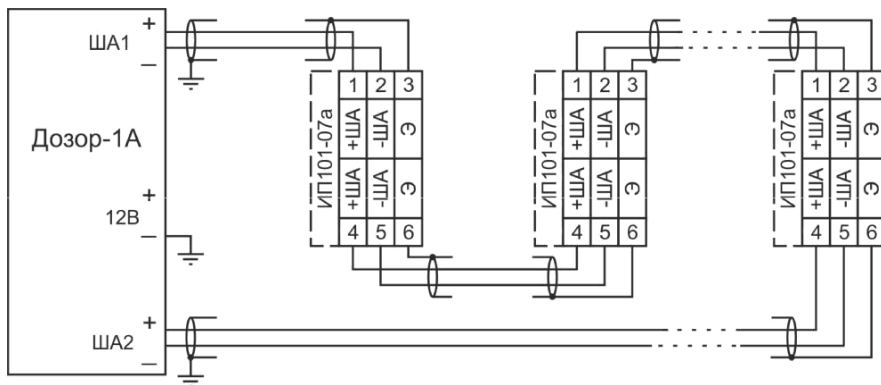 ША1
+
–
Дозор-1А
12В
+
–
ША2
+
–
ИП101-07а
1 2 3
+ША -ША Э
+ША -ША Э
4 5 6
ИП101-07а
1 2 3
+ША -ША Э
+ША -ША Э
4 5 6
ИП101-07а
1 2 3
+ША -ША Э
+ША -ША Э
4 5 6